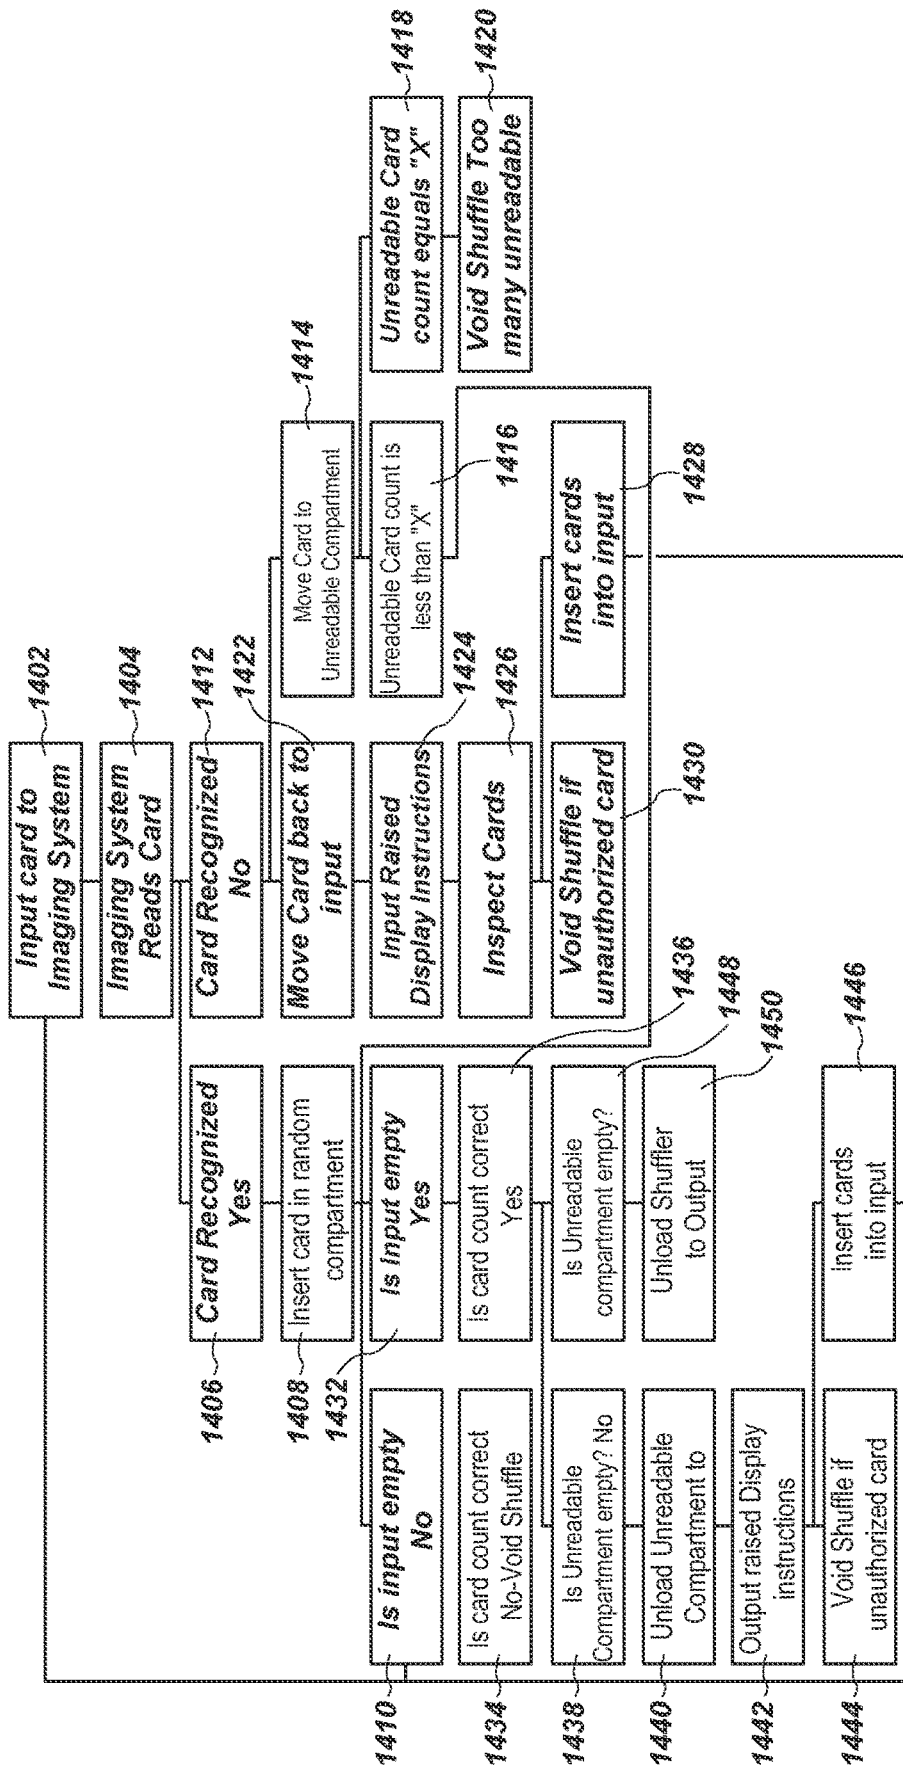 Input card to
Imaging System
1402
Imaging System
Reads Card
1404
Card Recognized
Yes
1406
Card Recognized
No
1412
Insert card in random
compartment
1408
Move Card back to
input
1422
Move Card to
Unreadable Compartment
1414
Is input empty
No
1410
Is Input empty
Yes
1432
Input Raised
Display Instructions
1424
Unreadable Card count is
less than "X"
1416
Unreadable Card
count equals "X"
1418
Is card count correct
No-Void Shuffle
1434
Is card count correct
Yes
1436
Inspect Cards
1426
Void Shuffle Too
many unreadable
1420
Is Unreadable
Compartment empty? No
1438
Is Unreadable
compartment empty?
1448
Void Shuffle if
unauthorized card
1430
Insert cards
into input
1428
Unload Unreadable
Compartment to
1440
Unload Shuffler
to Output
1450
Output raised Display
instructions
1442
Void Shuffle if
unauthorized card
1444
Insert cards
into input
1446